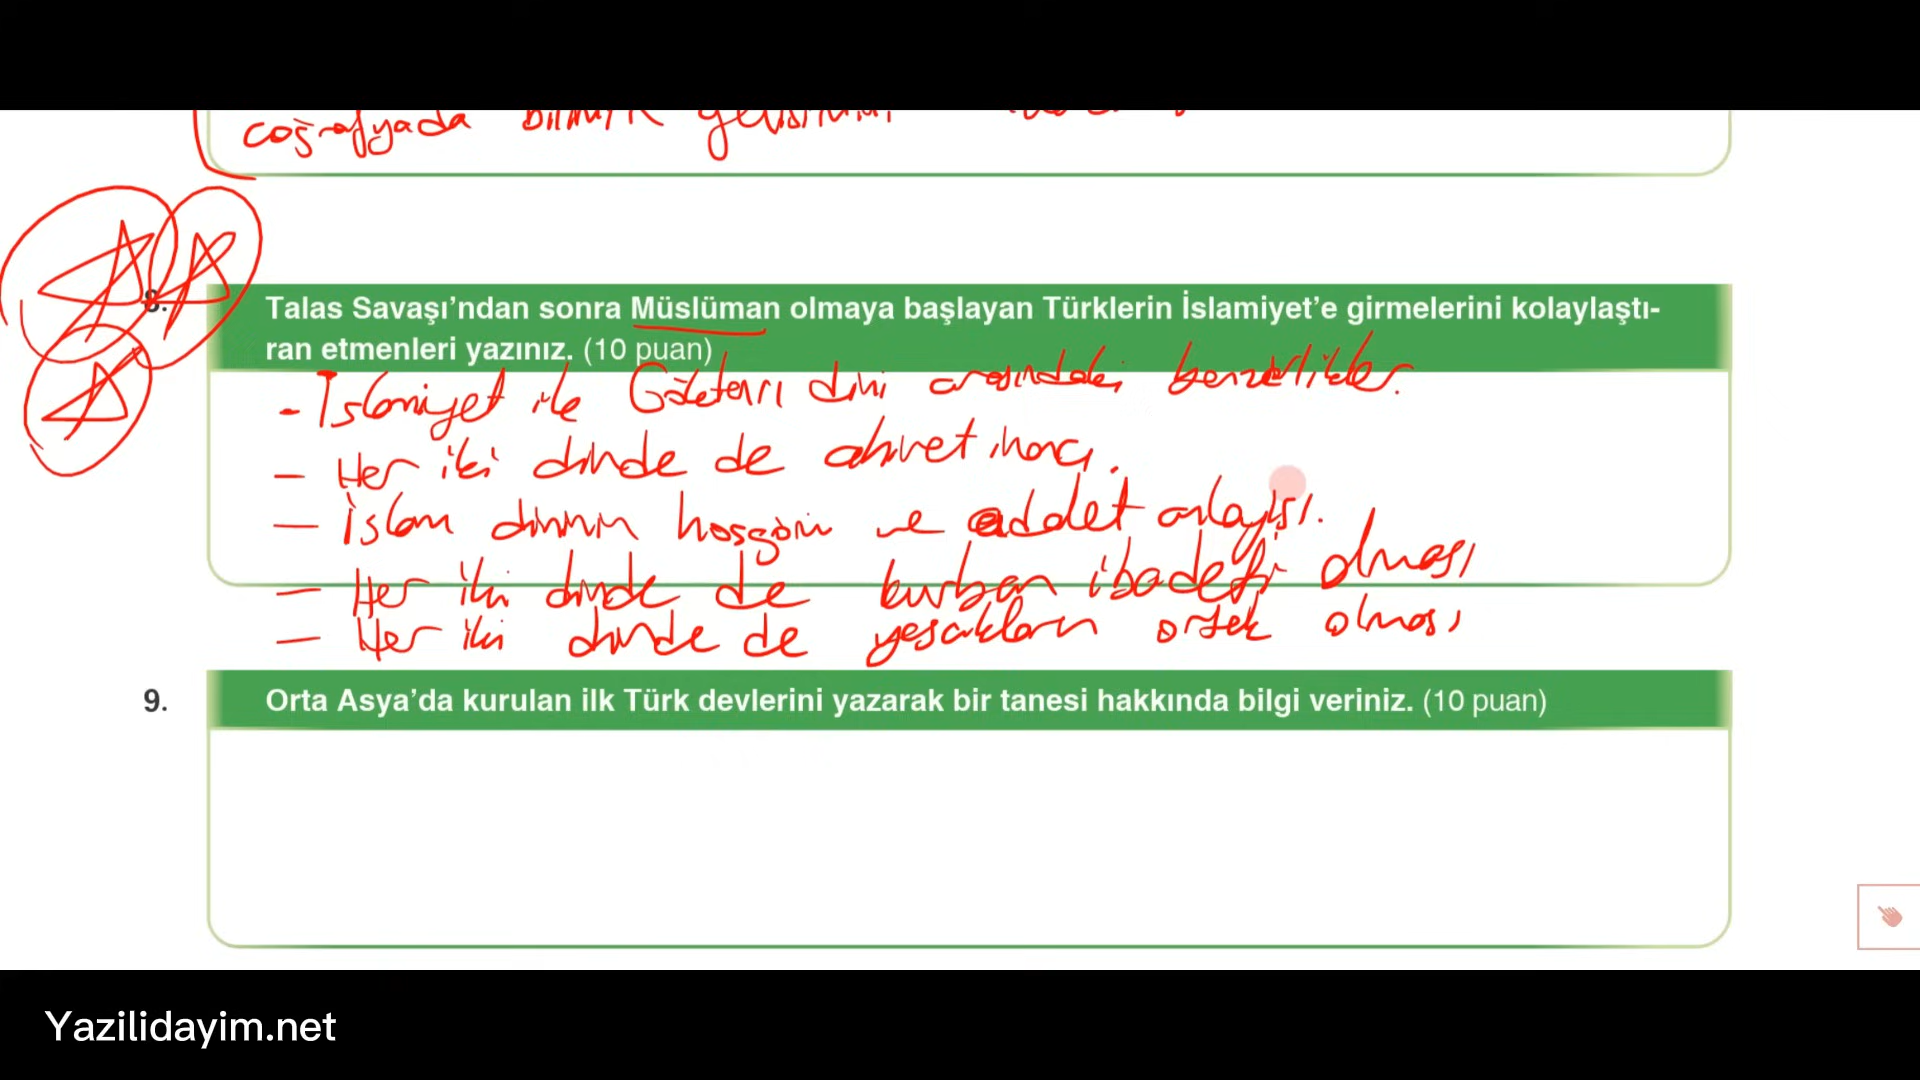 coğrafyada
8. Talas Savaşı'ndan sonra Müslüman olmaya başlayan Türklerin İslamiyet'e girmelerini kolaylaştı-
ran etmenleri yazınız. (10 puan)
- İslamiyet ile Göktanrı dini arasındaki benzerlikler.
- Her iki dinde de ahiret inancı.
- İslam dininin hoşgörü ve adalet anlayışı.
- Her iki dinde de kurban ibadeti olması
- Her iki dinde de yasakların ortak olması
9. Orta Asya'da kurulan ilk Türk devlerini yazarak bir tanesi hakkında bilgi veriniz. (10 puan)
Yazilidayim.net